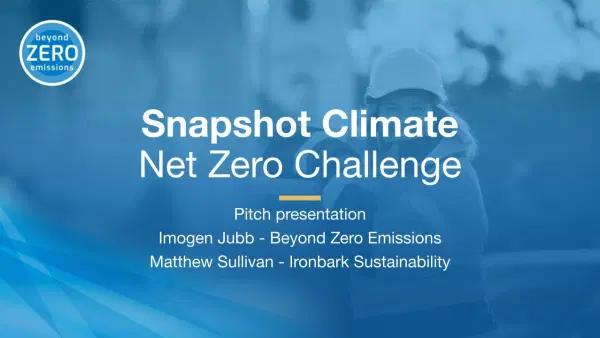 beyond
ZERO
emissions
Snapshot Climate
Net Zero Challenge
Pitch presentation
Imogen Jubb - Beyond Zero Emissions
Matthew Sullivan - Ironbark Sustainability